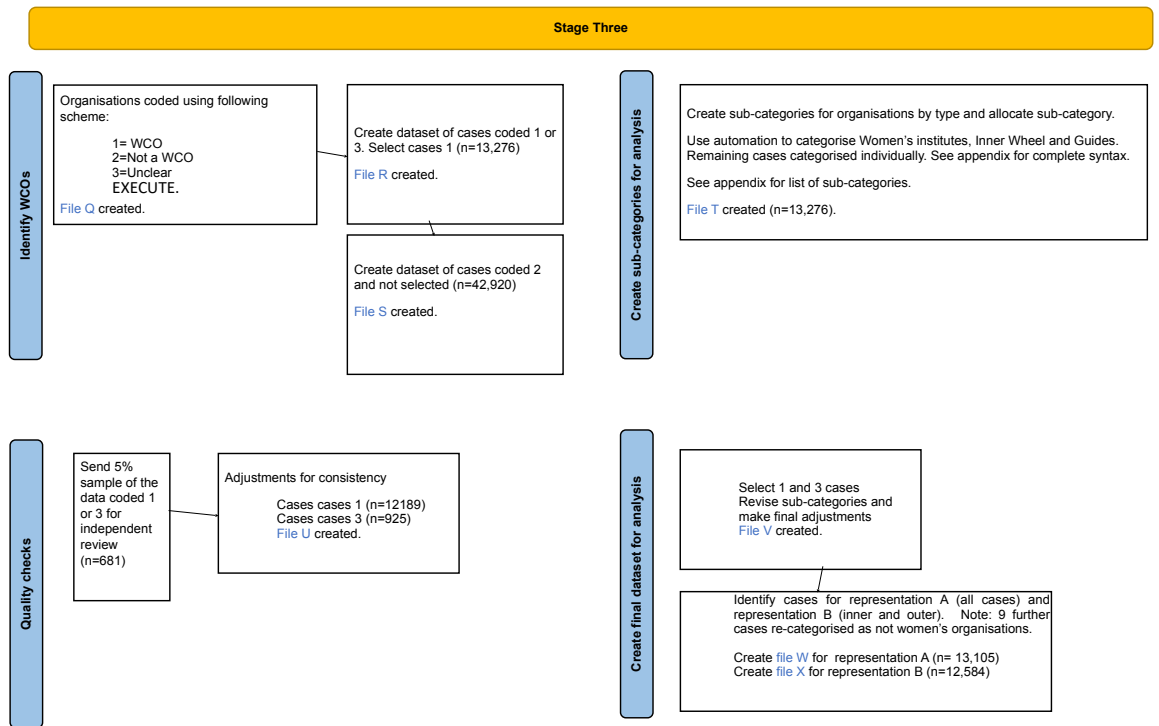 Stage Three
Identify WCOs
Organisations coded using following
scheme:
1= WCO
2=Not a WCO
3=Unclear
EXECUTE.
File Q created.
Create dataset of cases coded 1 or
3. Select cases 1 (n=13,276)
File R created.
Create dataset of cases coded 2
and not selected (n=42,920)
File S created.
Create sub-categories for analysis
Create sub-categories for organisations by type and allocate sub-category.
Use automation to categorise Women's institutes, Inner Wheel and Guides.
Remaining cases categorised individually. See appendix for complete syntax.
See appendix for list of sub-categories.
File T created (n=13,276).
Quality checks
Send 5%
sample of the
data coded 1
or 3 for
independent
review
(n=681)
Adjustments for consistency
Cases cases 1 (n=12189)
Cases cases 3 (n=925)
File U created.
Create final dataset for analysis
Select 1 and 3 cases
Revise sub-categories and
make final adjustments
File V created.
Identify cases for representation A (all cases) and
representation B (inner and outer). Note: 9 further
cases re-categorised as not women's organisations.
Create file W for representation A (n= 13,105)
Create file X for representation B (n=12,584)